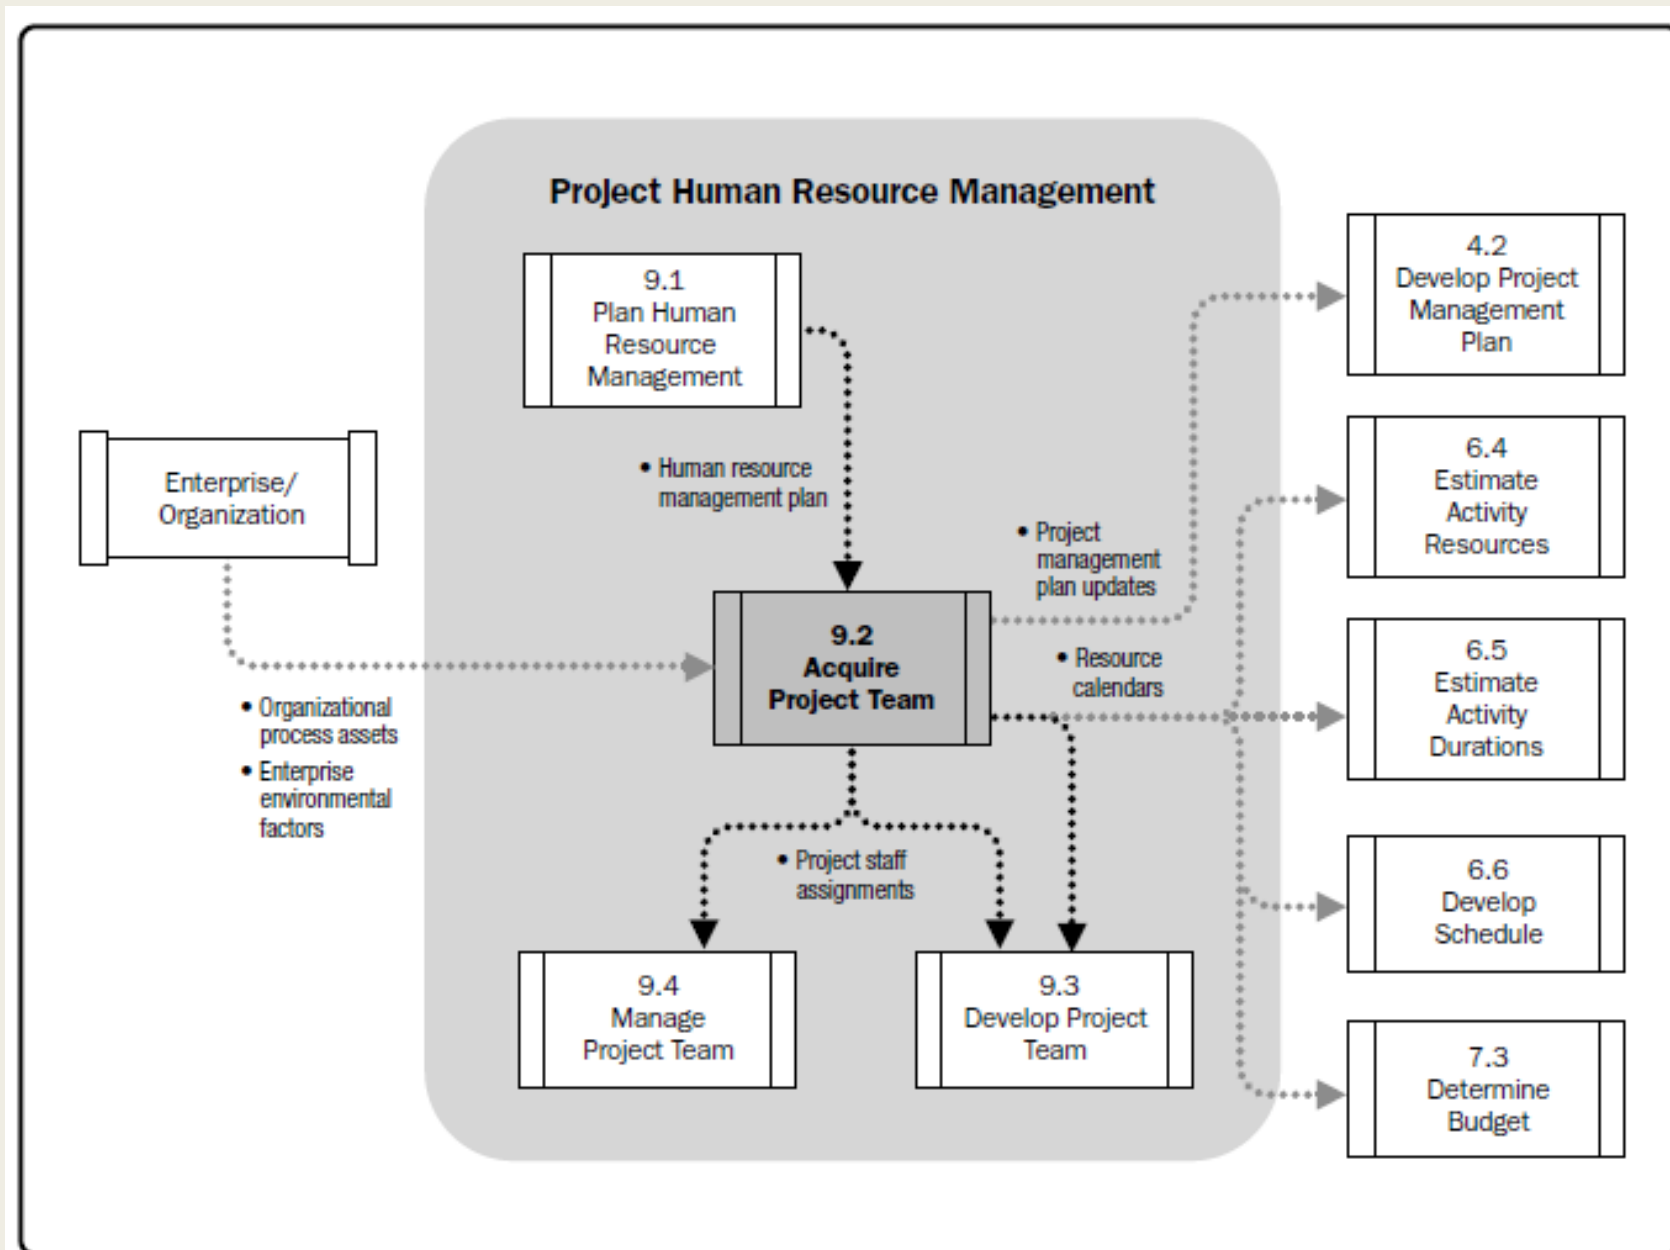 Project Human Resource Management
9.1
Plan Human
Resource
Management
4.2
Develop Project
Management
Plan
Enterprise/
Organization
• Human resource
management plan
6.4
Estimate
Activity
Resources
• Project
management
plan updates
9.2
Acquire
Project Team
• Resource
calendars
6.5
Estimate
Activity
Durations
• Organizational
process assets
• Enterprise
environmental
factors
• Project staff
assignments
6.6
Develop
Schedule
9.4
Manage
Project Team
9.3
Develop Project
Team
7.3
Determine
Budget